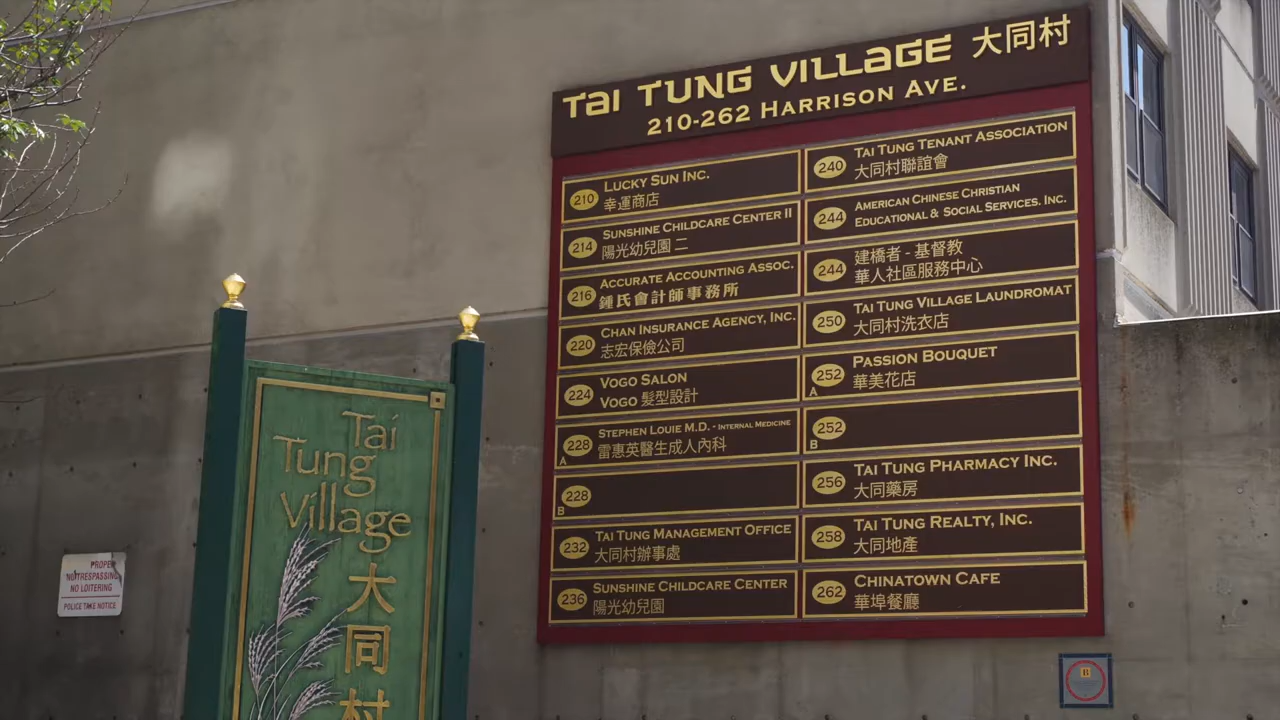 TAI TUNG VILLAGE 大同村
210-262 HARRISON AVE.
210 LUCKY SUN INC.
幸運商店
214 SUNSHINE CHILDCARE CENTER II
陽光幼兒園 二
216 ACCURATE ACCOUNTING ASSOC.
鍾氏會計師事務所
220 CHAN INSURANCE AGENCY, INC.
志宏保險公司
224 VOGO SALON
VOGO 髮型設計
228 A STEPHEN LOUIE M.D. - INTERNAL MEDICINE
雷惠英醫生成人內科
228 B
232 TAI TUNG MANAGEMENT OFFICE
大同村辦事處
236 SUNSHINE CHILDCARE CENTER
陽光幼兒園
240 TAI TUNG TENANT ASSOCIATION
大同村聯誼會
244 AMERICAN CHINESE CHRISTIAN
EDUCATIONAL & SOCIAL SERVICES, INC.
244 建橋者 - 基督教
華人社區服務中心
250 TAI TUNG VILLAGE LAUNDROMAT
大同村洗衣店
252 A PASSION BOUQUET
華美花店
252 B
256 TAI TUNG PHARMACY INC.
大同藥房
258 TAI TUNG REALTY, INC.
大同地產
262 CHINATOWN CAFE
華埠餐廳
Tai
Tung
Village
大
同
村
NO TRESPASSING
NO LOITERING
POLICE TAKE NOTICE
B